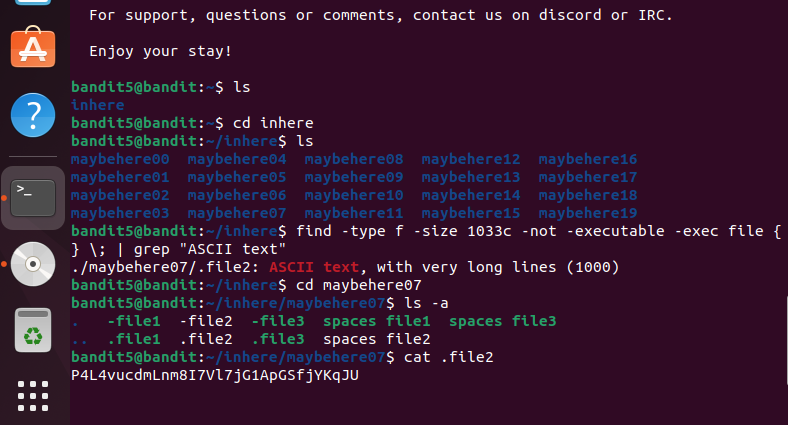 For support, questions or comments, contact us on discord or IRC.
Enjoy your stay!
bandit5@bandit:~$ ls
inhere
bandit5@bandit:~$ cd inhere
bandit5@bandit:~/inhere$ ls
maybehere00  maybehere04  maybehere08  maybehere12  maybehere16
maybehere01  maybehere05  maybehere09  maybehere13  maybehere17
maybehere02  maybehere06  maybehere10  maybehere14  maybehere18
maybehere03  maybehere07  maybehere11  maybehere15  maybehere19
bandit5@bandit:~/inhere$ find -type f -size 1033c -not -executable -exec file {
} \; | grep "ASCII text"
./maybehere07/.file2: ASCII text, with very long lines (1000)
bandit5@bandit:~/inhere$ cd maybehere07
bandit5@bandit:~/inhere/maybehere07$ ls -a
.   -file1  -file2  -file3  spaces file1  spaces file3
..  .file1  .file2  .file3  spaces file2
bandit5@bandit:~/inhere/maybehere07$ cat .file2
P4L4vucdmLnm8I7Vl7jG1ApGSfjYKqJU